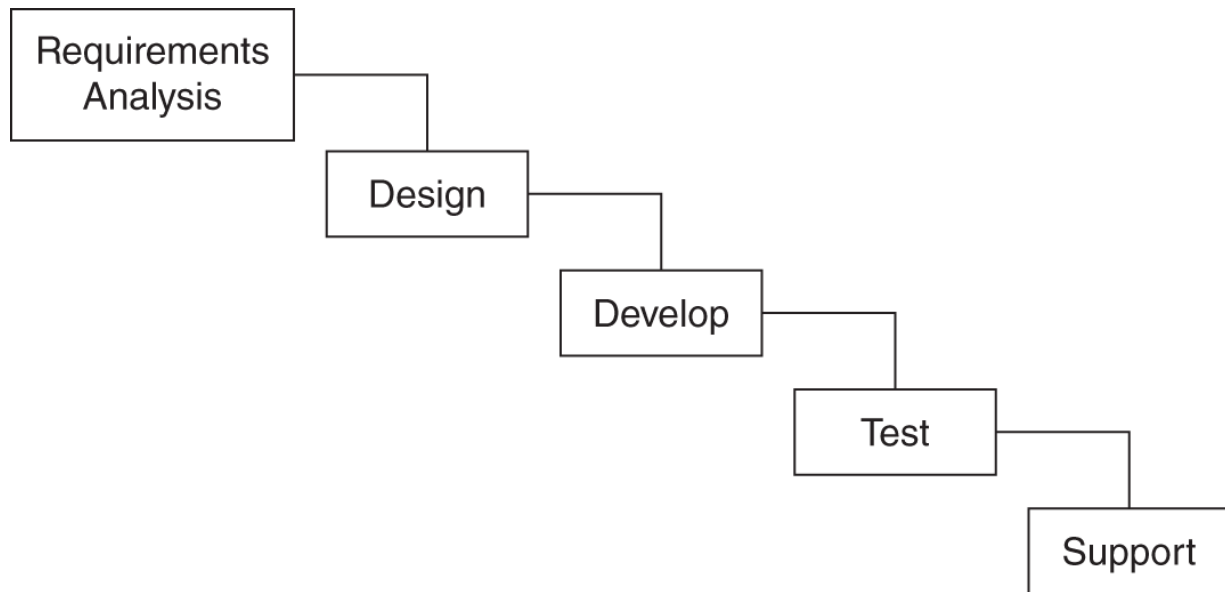 Requirements
Analysis
Design
Develop
Test
Support